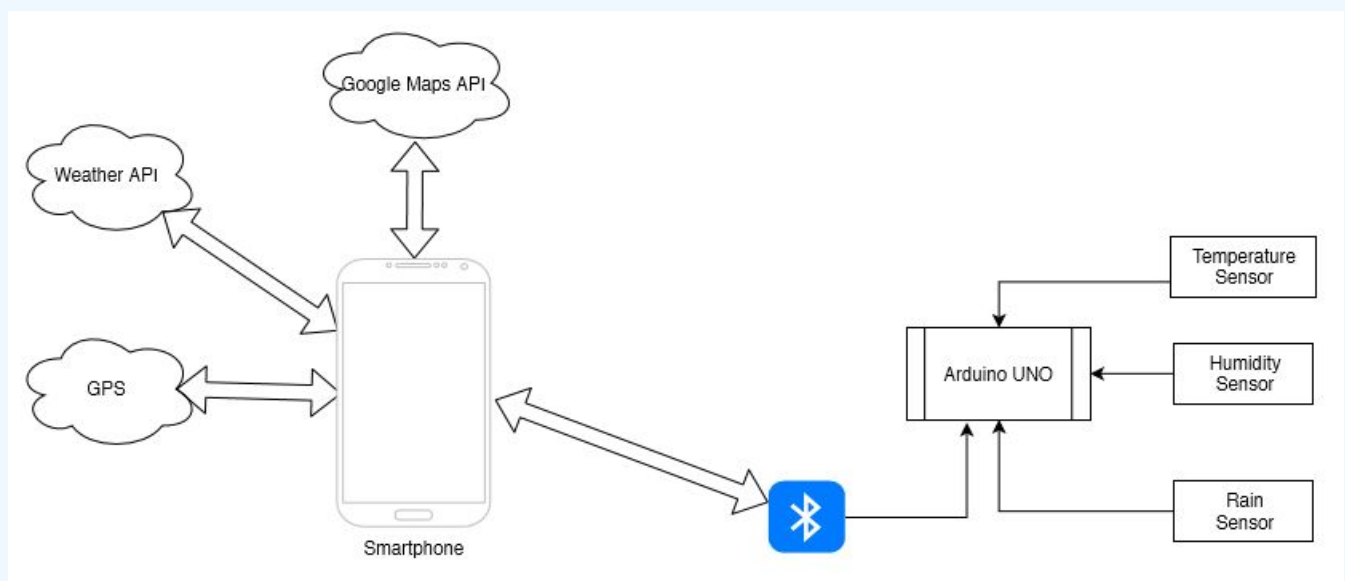 Google Maps API
Weather API
GPS
Smartphone
Arduino UNO
Temperature
Sensor
Humidity
Sensor
Rain
Sensor